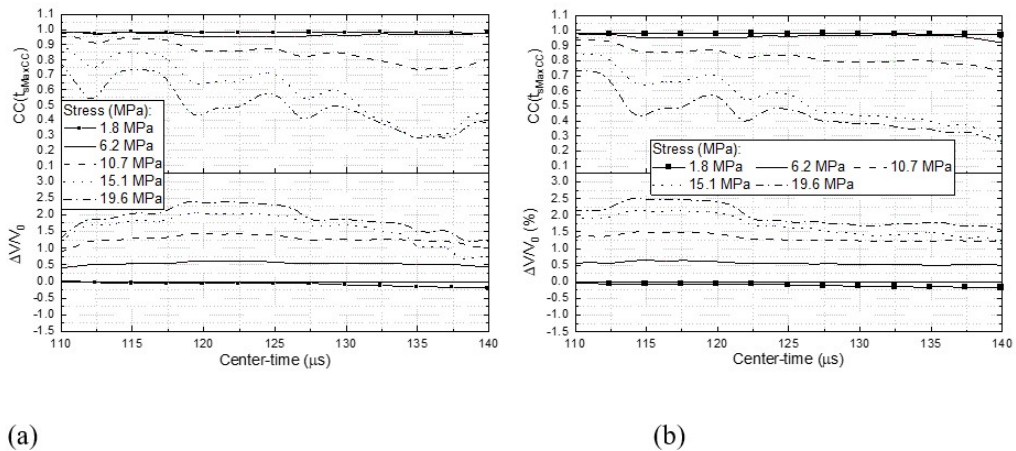 1.1
1.0
0.9
0.8
0.7
0.6
0.5
0.4
0.3
0.2
0.1
CC(t_sMaxCC)
Stress (MPa):
1.8 MPa
6.2 MPa
10.7 MPa
15.1 MPa
19.6 MPa
3.0
2.5
2.0
1.5
1.0
0.5
0.0
-0.5
-1.0
-1.5
ΔV/V₀
110 115 120 125 130 135 140
Center-time (μs)
1.1
1.0
0.9
0.8
0.7
0.6
0.5
0.4
0.3
0.2
0.1
CC(t_sMaxCC)
Stress (MPa):
1.8 MPa 6.2 MPa 10.7 MPa
15.1 MPa 19.6 MPa
3.0
2.5
2.0
1.5
1.0
0.5
0.0
-0.5
-1.0
-1.5
ΔV/V₀ (%)
110 115 120 125 130 135 140
Center-time (μs)
(a) (b)